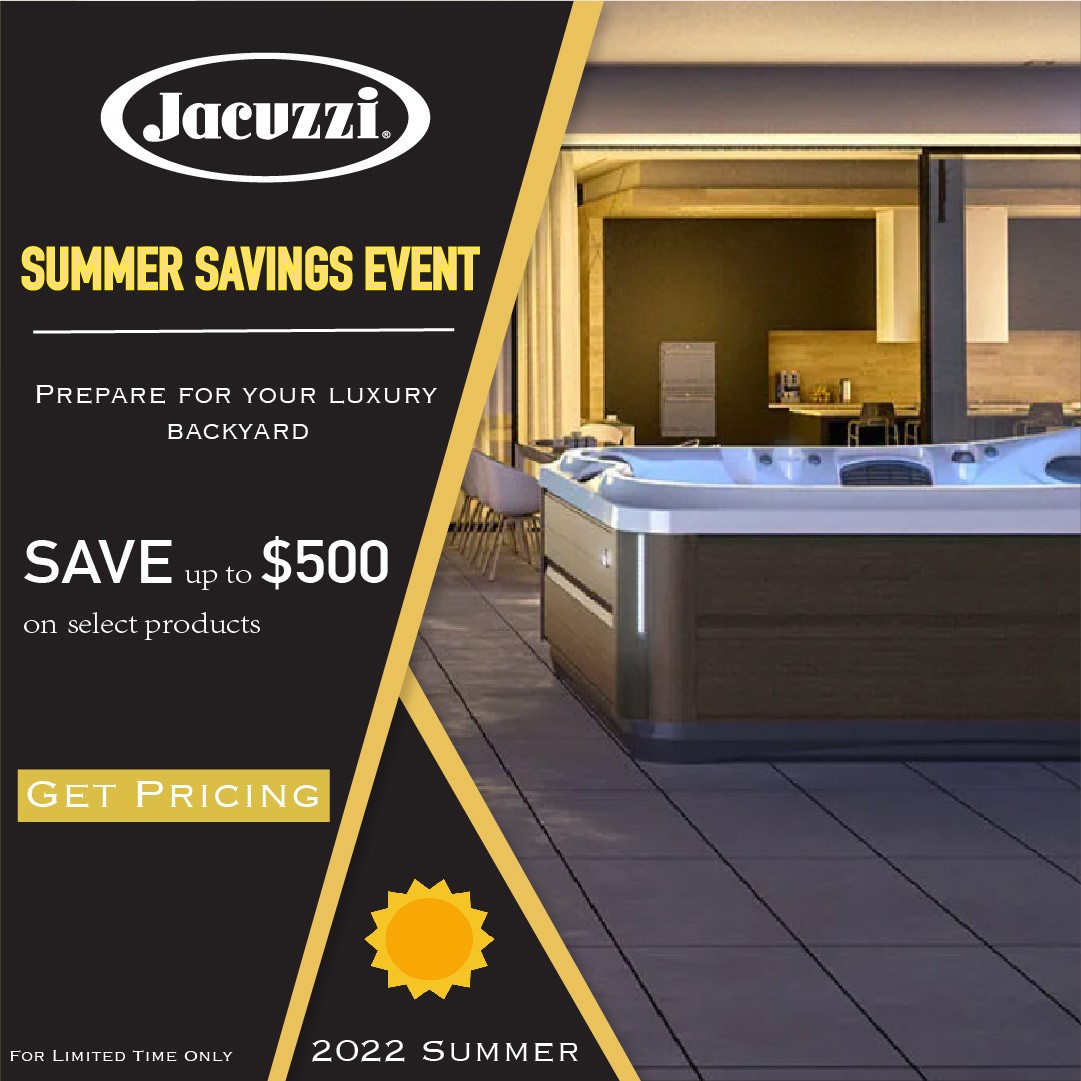 Jacuzzi®
SUMMER SAVINGS EVENT
PREPARE FOR YOUR LUXURY
BACKYARD
SAVE up to $500
on select products
GET PRICING
FOR LIMITED TIME ONLY
2022 SUMMER